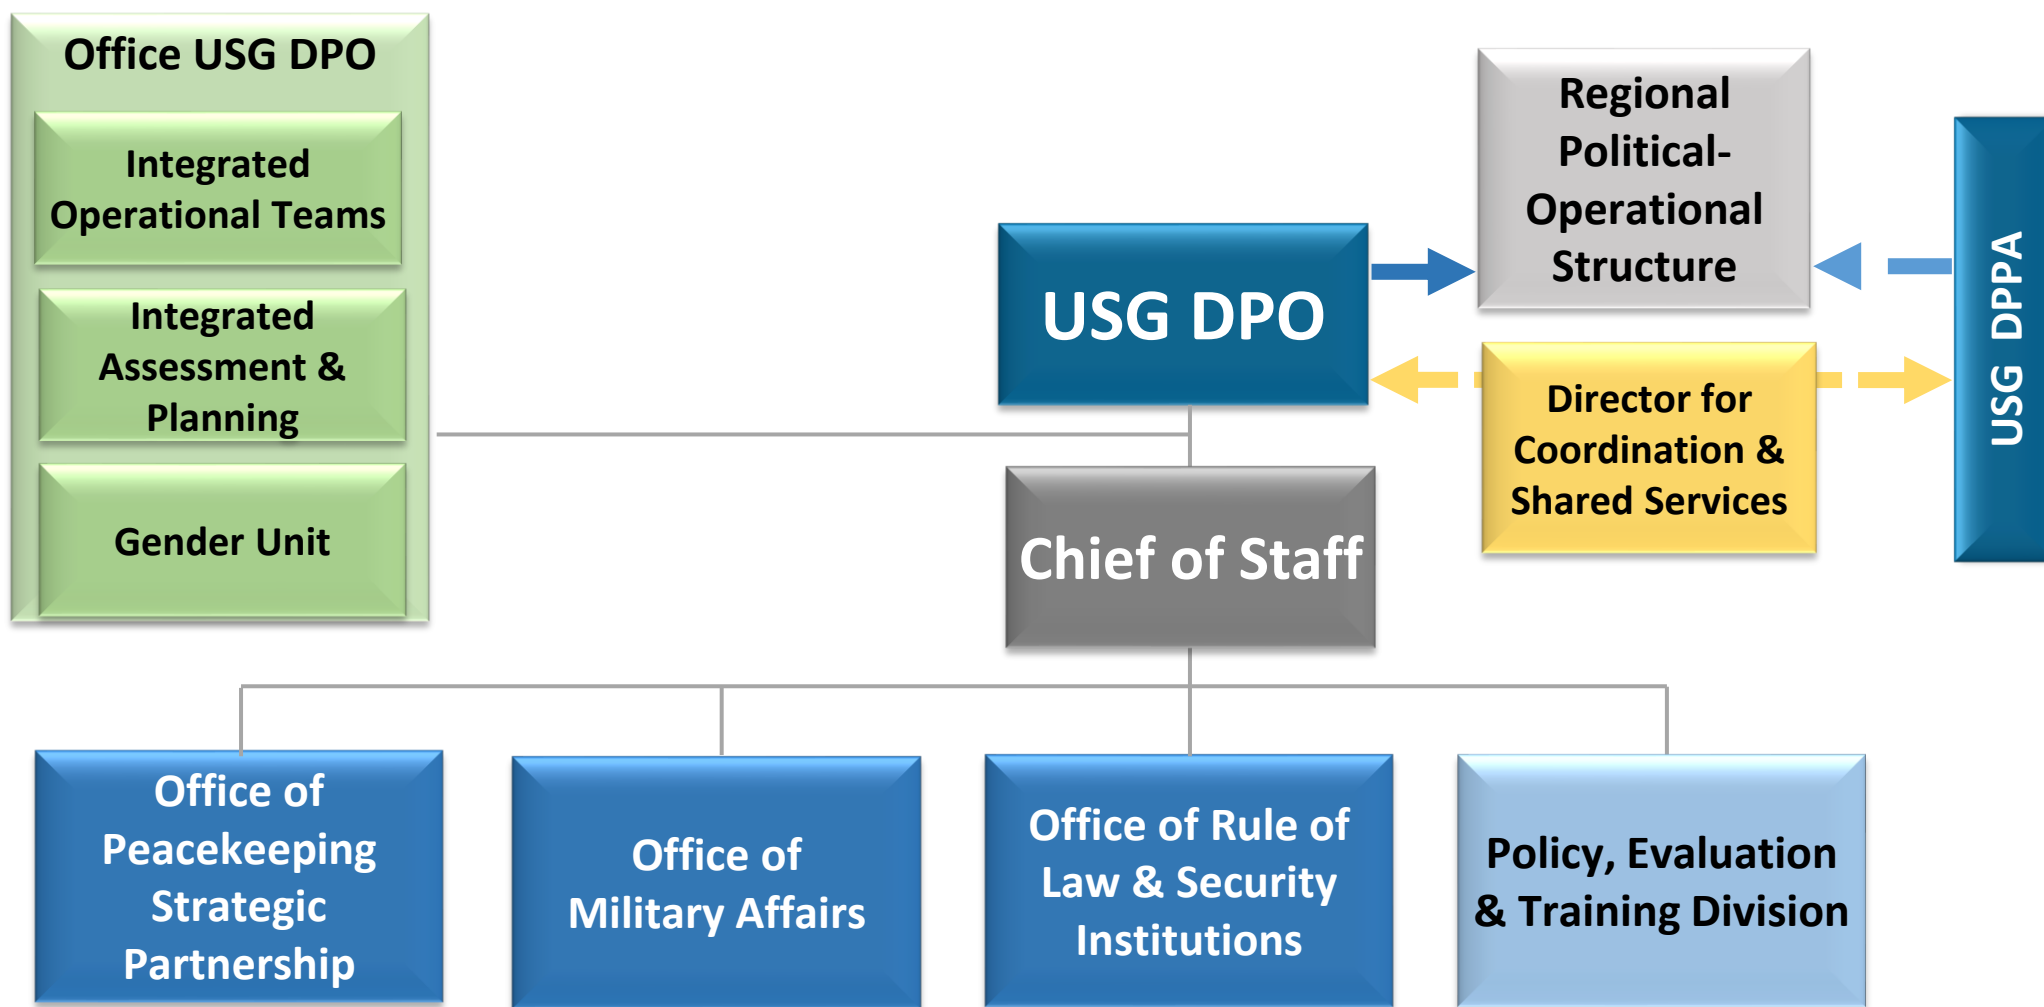 Office USG DPO
Integrated
Operational Teams
Integrated
Assessment &
Planning
Gender Unit
USG DPO
Chief of Staff
Regional
Political-
Operational
Structure
Director for
Coordination &
Shared Services
USG DPPA
Office of
Peacekeeping
Strategic
Partnership
Office of
Military Affairs
Office of Rule of
Law & Security
Institutions
Policy, Evaluation
& Training Division